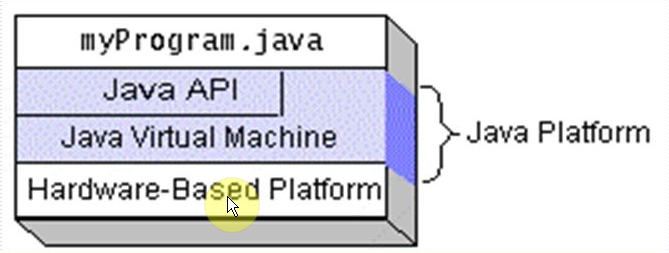 myProgram.java
Java API
Java Virtual Machine
Java Platform
Hardware-Based Platform